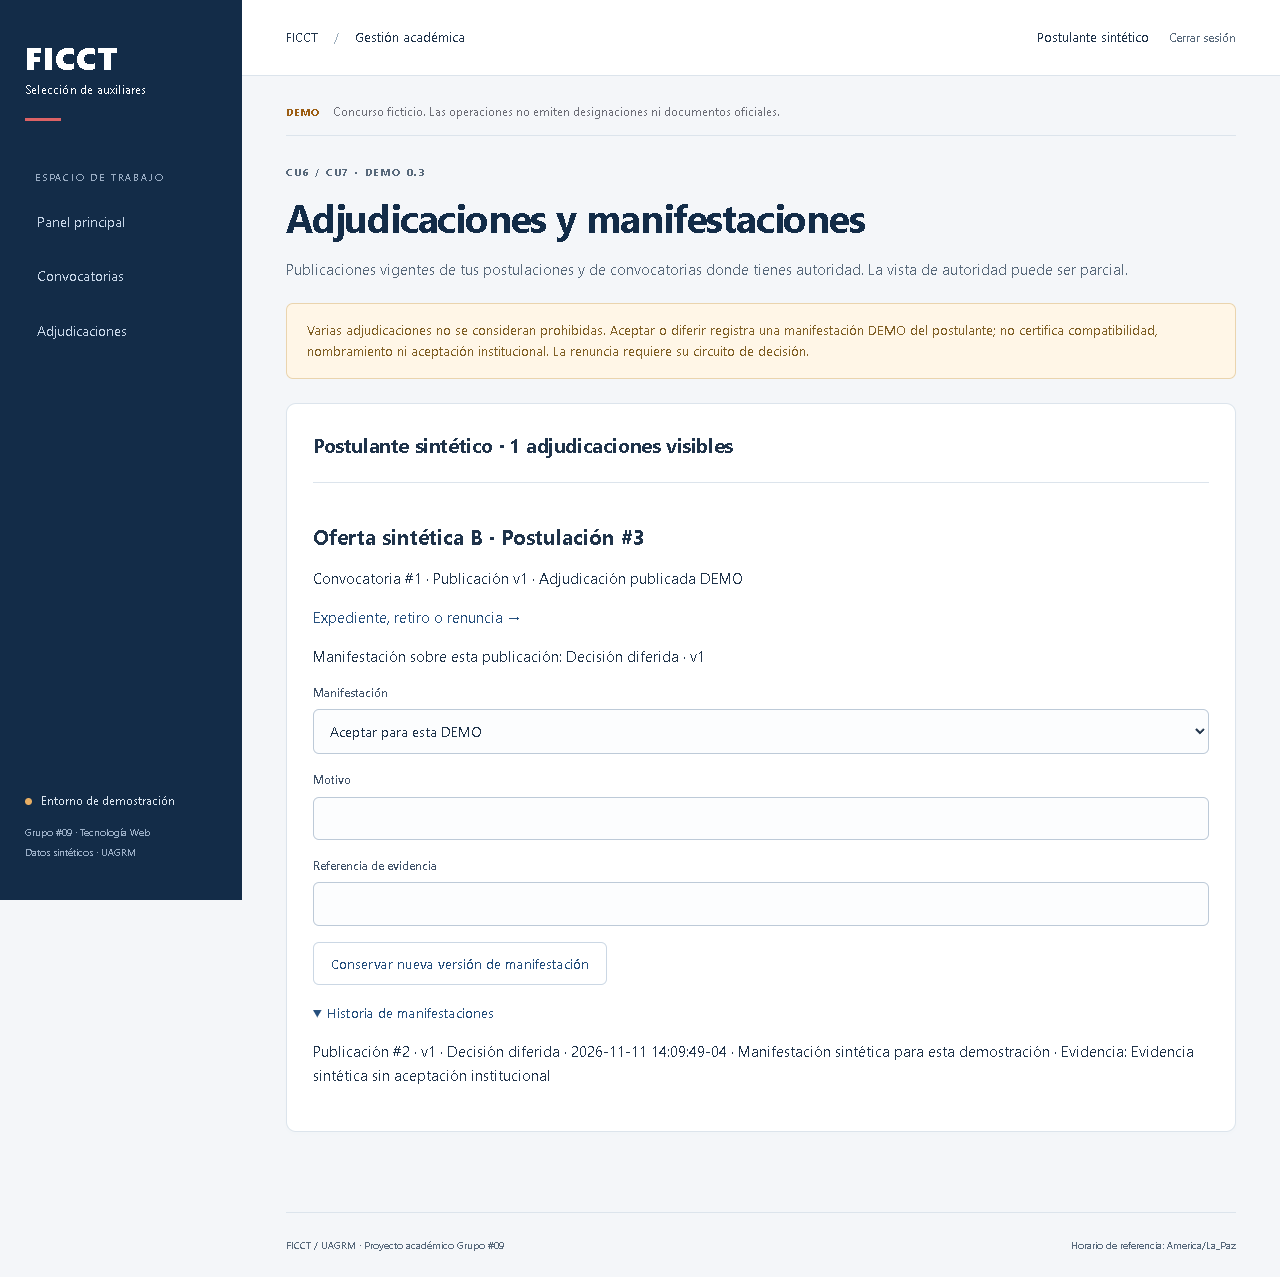 FICCT
Selección de auxiliares
ESPACIO DE TRABAJO
Panel principal
Convocatorias
Adjudicaciones
Entorno de demostración
Grupo #09 · Tecnología Web
Datos sintéticos · UAGRM
FICCT / Gestión académica
Postulante sintético Cerrar sesión
DEMO Concurso ficticio. Las operaciones no emiten designaciones ni documentos oficiales.
CU6 / CU7 · DEMO 0.3
Adjudicaciones y manifestaciones
Publicaciones vigentes de tus postulaciones y de convocatorias donde tienes autoridad. La vista de autoridad puede ser parcial.
Varias adjudicaciones no se consideran prohibidas. Aceptar o diferir registra una manifestación DEMO del postulante; no certifica compatibilidad,
nombramiento ni aceptación institucional. La renuncia requiere su circuito de decisión.
Postulante sintético · 1 adjudicaciones visibles
Oferta sintética B · Postulación #3
Convocatoria #1 · Publicación v1 · Adjudicación publicada DEMO
Expediente, retiro o renuncia →
Manifestación sobre esta publicación: Decisión diferida · v1
Manifestación
Aceptar para esta DEMO
Motivo
Referencia de evidencia
Conservar nueva versión de manifestación
▼ Historia de manifestaciones
Publicación #2 · v1 · Decisión diferida · 2026-11-11 14:09:49-04 · Manifestación sintética para esta demostración · Evidencia: Evidencia
sintética sin aceptación institucional
FICCT / UAGRM · Proyecto académico Grupo #09
Horario de referencia: America/La_Paz